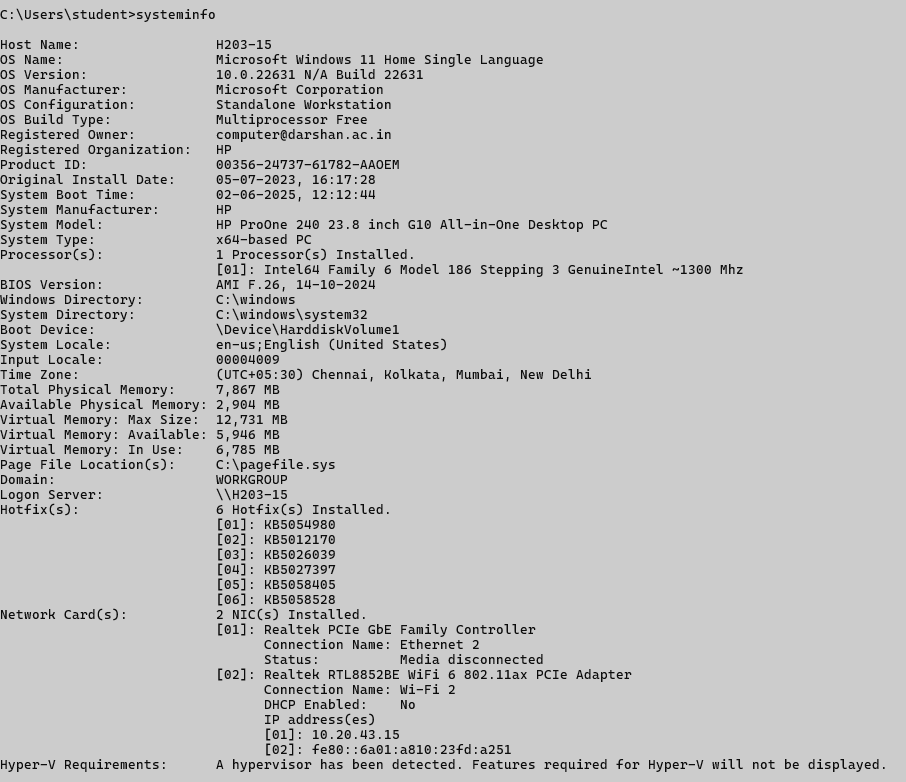 C:\Users\student>systeminfo
Host Name:                 H203-15
OS Name:                   Microsoft Windows 11 Home Single Language
OS Version:                10.0.22631 N/A Build 22631
OS Manufacturer:           Microsoft Corporation
OS Configuration:          Standalone Workstation
OS Build Type:             Multiprocessor Free
Registered Owner:          computer@darshan.ac.in
Registered Organization:   HP
Product ID:                00356-24737-61782-AAOEM
Original Install Date:     05-07-2023, 16:17:28
System Boot Time:          02-06-2025, 12:12:44
System Manufacturer:       HP
System Model:              HP ProOne 240 23.8 inch G10 All-in-One Desktop PC
System Type:               x64-based PC
Processor(s):              1 Processor(s) Installed.
                           [01]: Intel64 Family 6 Model 186 Stepping 3 GenuineIntel ~1300 Mhz
BIOS Version:              AMI F.26, 14-10-2024
Windows Directory:         C:\windows
System Directory:          C:\windows\system32
Boot Device:               \Device\HarddiskVolume1
System Locale:             en-us;English (United States)
Input Locale:              00004009
Time Zone:                 (UTC+05:30) Chennai, Kolkata, Mumbai, New Delhi
Total Physical Memory:     7,867 MB
Available Physical Memory: 2,904 MB
Virtual Memory: Max Size:  12,731 MB
Virtual Memory: Available: 5,946 MB
Virtual Memory: In Use:    6,785 MB
Page File Location(s):     C:\pagefile.sys
Domain:                    WORKGROUP
Logon Server:              \\H203-15
Hotfix(s):                 6 Hotfix(s) Installed.
                           [01]: KB5054980
                           [02]: KB5012170
                           [03]: KB5026039
                           [04]: KB5027397
                           [05]: KB5058405
                           [06]: KB5058528
Network Card(s):           2 NIC(s) Installed.
                           [01]: Realtek PCIe GbE Family Controller
                                 Connection Name: Ethernet 2
                                 Status:          Media disconnected
                           [02]: Realtek RTL8852BE WiFi 6 802.11ax PCIe Adapter
                                 Connection Name: Wi-Fi 2
                                 DHCP Enabled:    No
                                 IP address(es)
                                 [01]: 10.20.43.15
                                 [02]: fe80::6a01:a810:23fd:a251
Hyper-V Requirements:      A hypervisor has been detected. Features required for Hyper-V will not be displayed.